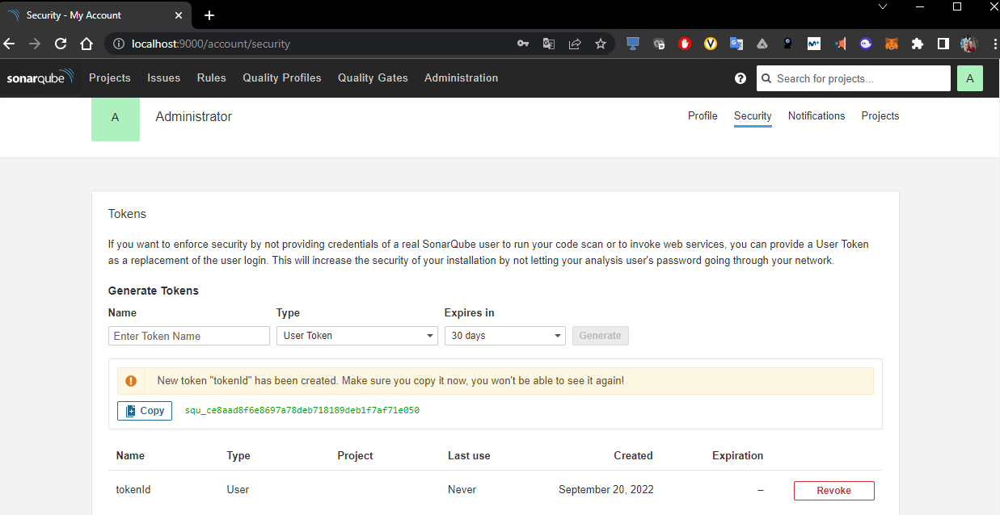 Security - My Account
localhost:9000/account/security
sonarqube Projects Issues Rules Quality Profiles Quality Gates Administration ? Search for projects... A
A Administrator Profile Security Notifications Projects
Tokens
If you want to enforce security by not providing credentials of a real SonarQube user to run your code scan or to invoke web services, you can provide a User Token
as a replacement of the user login. This will increase the security of your installation by not letting your analysis user's password going through your network.
Generate Tokens
Name Type Expires in
Enter Token Name User Token 30 days Generate
New token "tokenId" has been created. Make sure you copy it now, you won't be able to see it again!
Copy squ_ce8aad8f6e8697a78deb718189deb1f7af71e050
Name Type Project Last use Created Expiration
tokenId User Never September 20, 2022 – Revoke